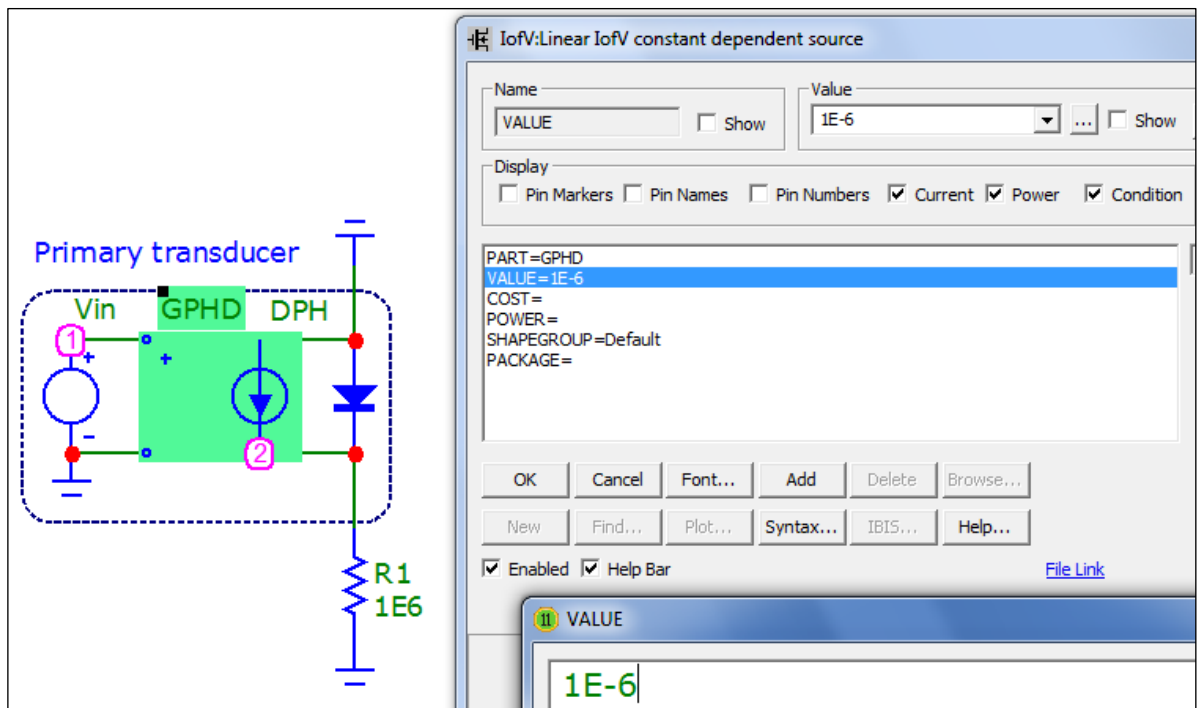 Primary transducer
Vin GPHD DPH
1
+
+
-
2
R1
1E6
IofV:Linear IofV constant dependent source
Name
VALUE
Show
Value
1E-6
...
Show
Display
Pin Markers Pin Names Pin Numbers Current Power Condition
PART=GPHD
VALUE=1E-6
COST=
POWER=
SHAPEGROUP=Default
PACKAGE=
OK Cancel Font... Add Delete Browse...
New Find... Plot... Syntax... IBIS... Help...
Enabled Help Bar File Link
11 VALUE
1E-6